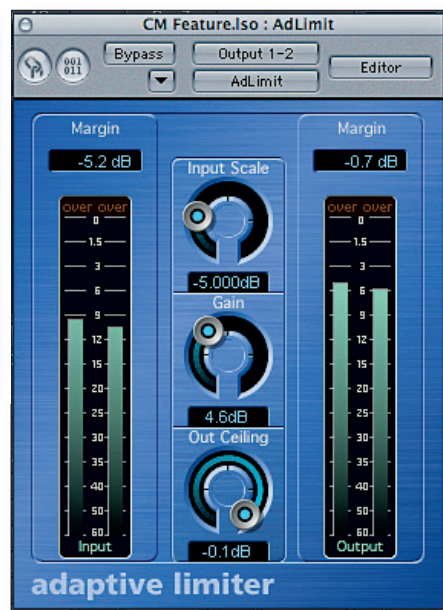 CM Feature.lso : AdLimit
001
011
Bypass
Output 1-2
AdLimit
Editor
Margin
-5.2 dB
over over
0
1.5
3
6
9
12
15
20
25
30
35
40
50
60
Input
Input Scale
-5.000dB
Gain
4.6dB
Out Ceiling
-0.1dB
Margin
-0.7 dB
over over
0
1.5
3
6
9
12
15
20
25
30
35
40
50
60
Output
adaptive limiter